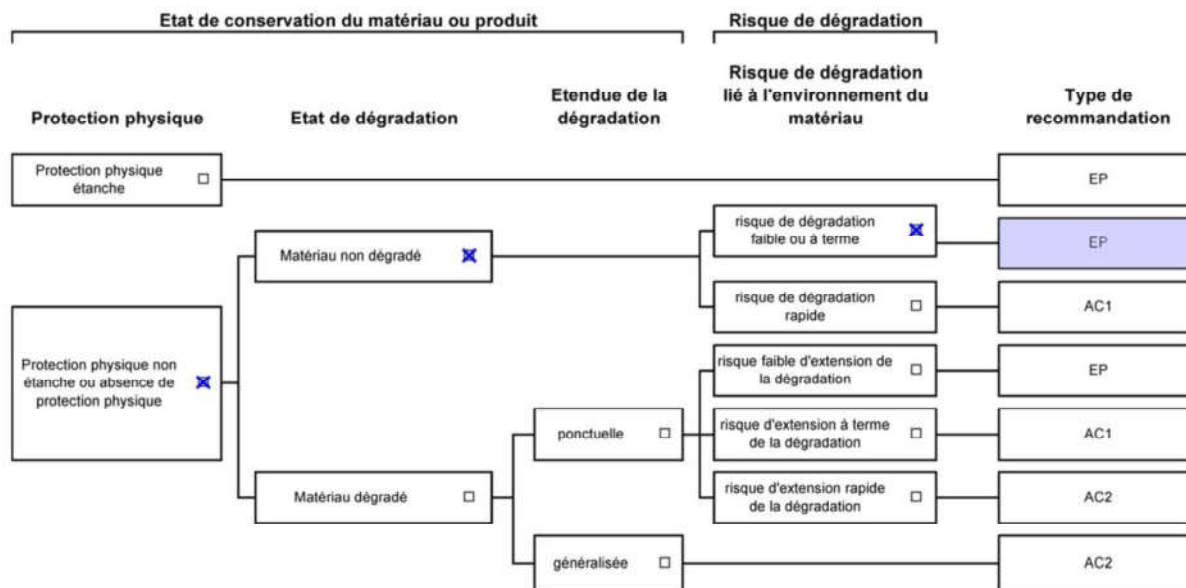 Etat de conservation du matériau ou produit
Risque de dégradation
Protection physique
Etat de dégradation
Etendue de la
dégradation
Risque de dégradation
lié à l'environnement du
matériau
Type de
recommandation
Protection physique
étanche
EP
risque de dégradation
faible ou à terme
EP
Matériau non dégradé
risque de dégradation
rapide
AC1
Protection physique non
étanche ou absence de
protection physique
risque faible d'extension de
la dégradation
EP
ponctuelle
risque d'extension à terme
de la dégradation
AC1
Matériau dégradé
risque d'extension rapide
de la dégradation
AC2
généralisée
AC2